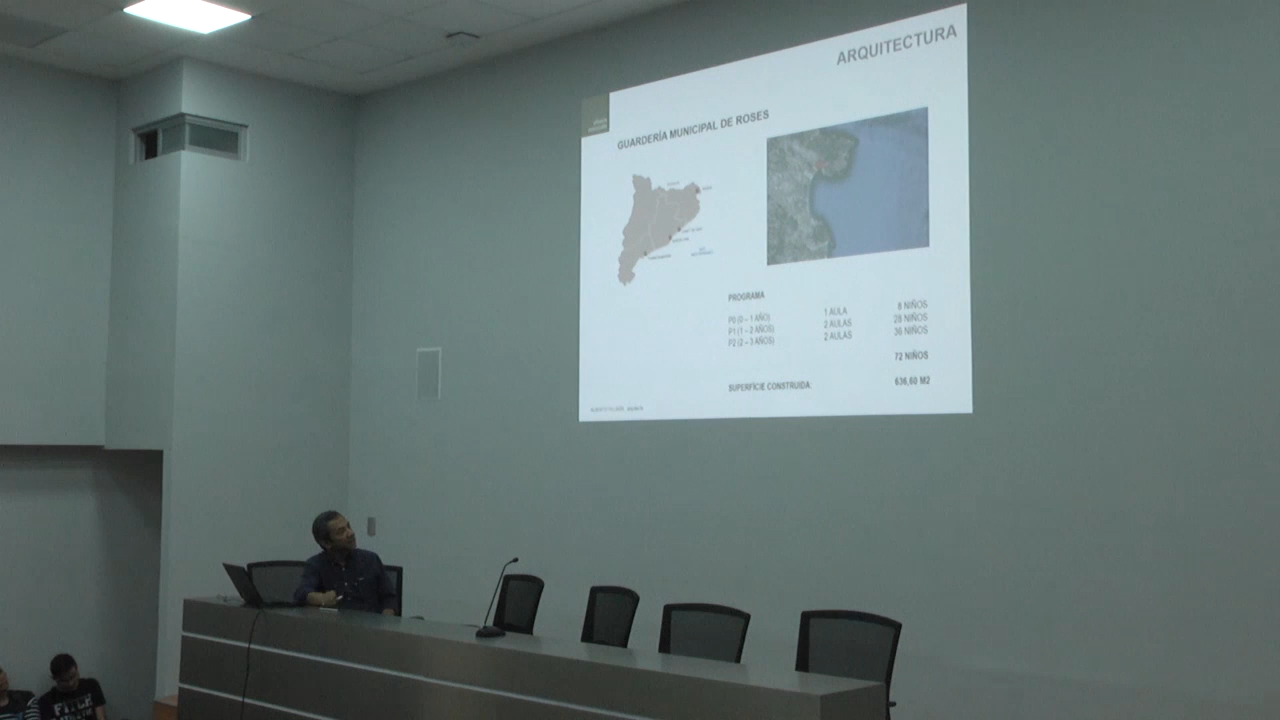 ARQUITECTURA
GUARDERÍA MUNICIPAL DE ROSES
PROGRAMA
P0 (0 – 1 AÑO) 1 AULA 8 NIÑOS
P1 (1 – 2 AÑOS) 2 AULAS 28 NIÑOS
P2 (2 – 3 AÑOS) 2 AULAS 36 NIÑOS
72 NIÑOS
SUPERFÍCIE CONSTRUIDA: 636,60 M2